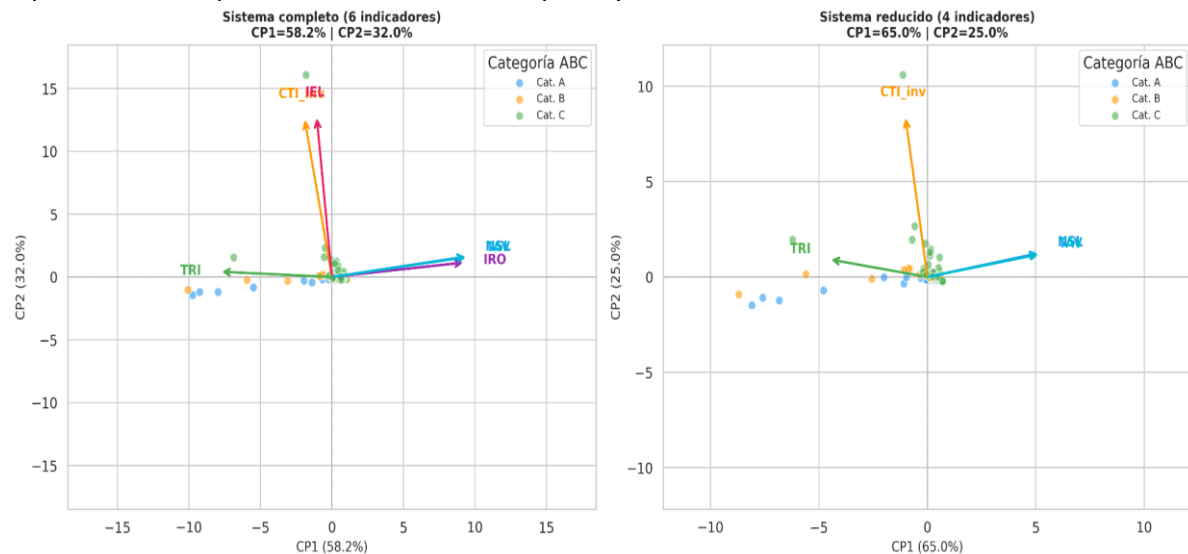 Sistema completo (6 indicadores)
CP1=58.2% | CP2=32.0%
Categoría ABC
Cat. A
Cat. B
Cat. C
TRI
IRO
15
10
5
0
−5
−10
−15
CP2 (32.0%)
−15
−10
−5
0
5
10
15
CP1 (58.2%)
Sistema reducido (4 indicadores)
CP1=65.0% | CP2=25.0%
Categoría ABC
Cat. A
Cat. B
Cat. C
CTI_inv
TRI
10
5
0
−5
−10
CP2 (25.0%)
−10
−5
0
5
10
CP1 (65.0%)